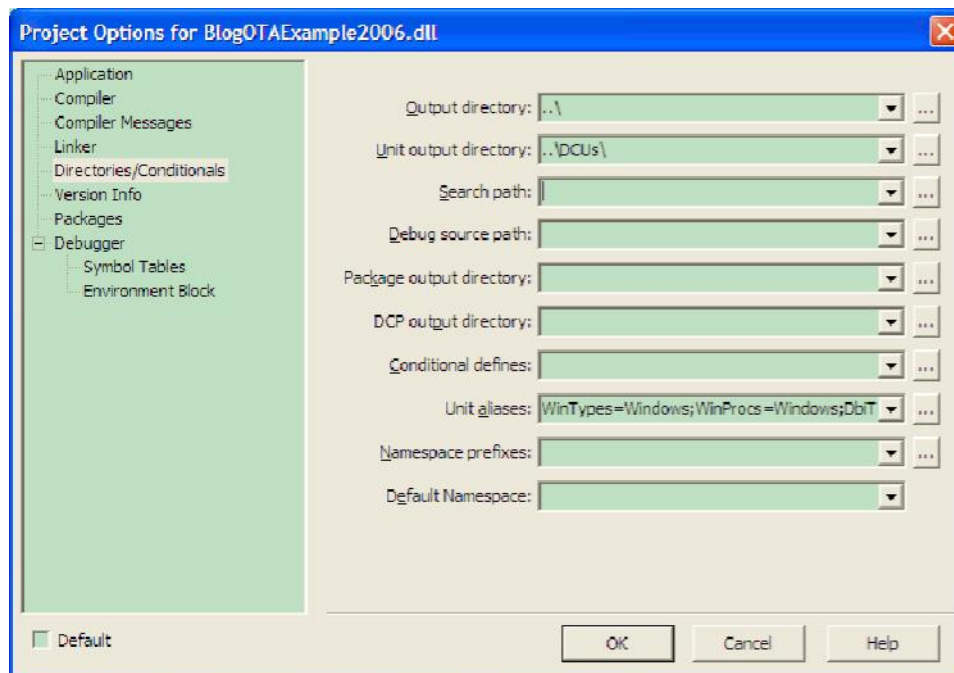 Project Options for BlogOTAExample2006.dll
Application
Compiler
Compiler Messages
Linker
Directories/Conditionals
Version Info
Packages
Debugger
Symbol Tables
Environment Block
Output directory: ..\ ...
Unit output directory: ..\DCUs\ ...
Search path: ...
Debug source path: ...
Package output directory: ...
DCP output directory: ...
Conditional defines: ...
Unit aliases: WinTypes=Windows;WinProcs=Windows;DbiT ...
Namespace prefixes: ...
Default Namespace:
Default
OK Cancel Help